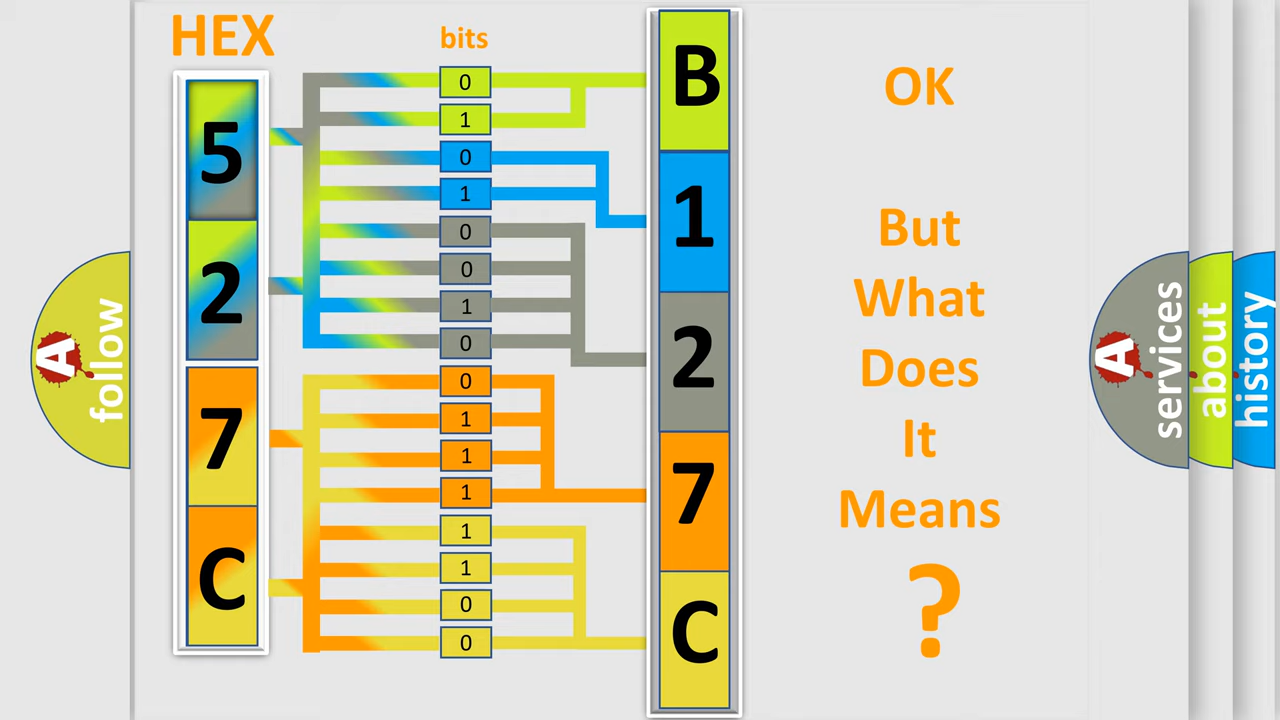 HEX
bits
5
2
7
C
0
1
0
1
0
0
1
0
0
1
1
1
1
1
0
0
B
1
2
7
C
OK
But
What
Does
It
Means
?
A
follow
A
services
about
history